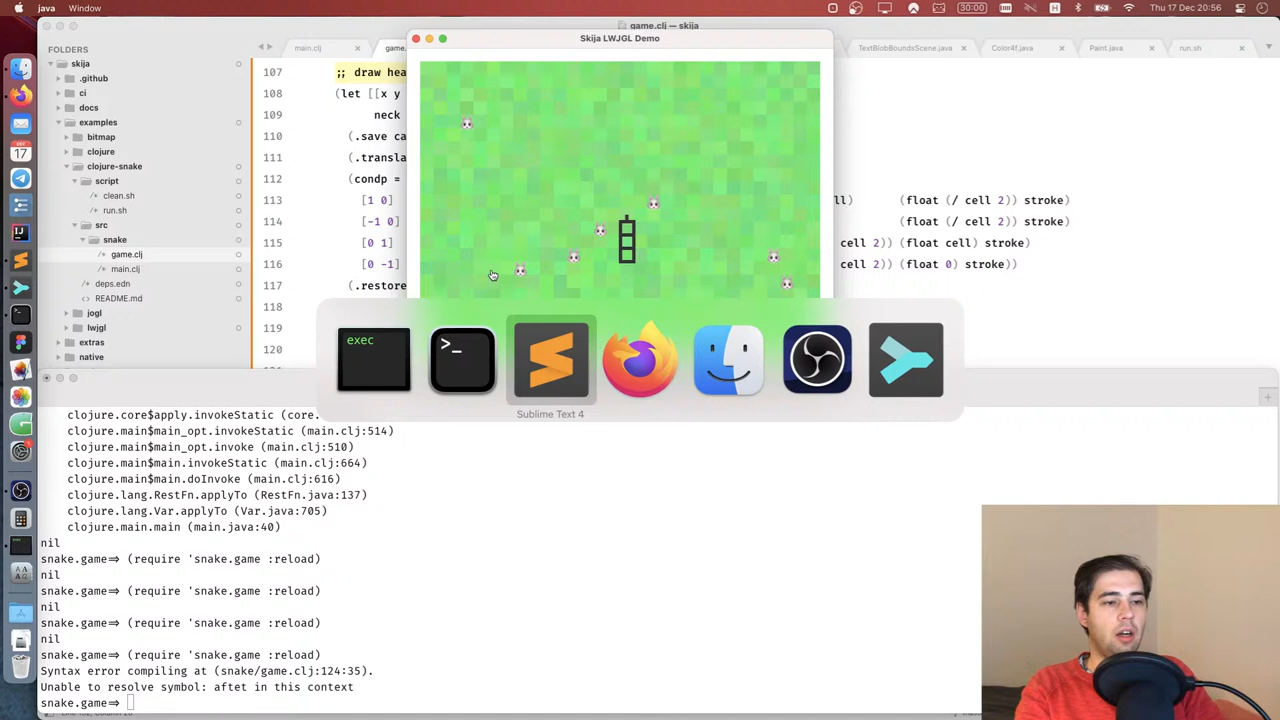 java Window
30:00
Thu 17 Dec 20:56
game.clj — skija
Skija LWJGL Demo
FOLDERS
skija
.github
ci
docs
examples
bitmap
clojure
clojure-snake
script
clean.sh
run.sh
src
snake
game.clj
main.clj
deps.edn
README.md
jogl
lwjgl
extras
native
main.clj
game.
TextBlobBoundsScene.java
Color4f.java
Paint.java
run.sh
107 ;; draw hea
108 (let [[x y
109 neck
110 (.save ca
111 (.transla
112 (condp =
113 [1 0] ll) (float (/ cell 2)) stroke)
114 [-1 0] (float (/ cell 2)) stroke)
115 [0 1] cell 2)) (float cell) stroke)
116 [0 -1] cell 2)) (float 0) stroke))
117 (.restore
118
119
120
exec
>_
Sublime Text 4
clojure.core$apply.invokeStatic (core.
clojure.main$main_opt.invokeStatic (main.clj:514)
clojure.main$main_opt.invoke (main.clj:510)
clojure.main$main.invokeStatic (main.clj:664)
clojure.main$main.doInvoke (main.clj:616)
clojure.lang.RestFn.applyTo (RestFn.java:137)
clojure.lang.Var.applyTo (Var.java:705)
clojure.main.main (main.java:40)
nil
snake.game=> (require 'snake.game :reload)
nil
snake.game=> (require 'snake.game :reload)
nil
snake.game=> (require 'snake.game :reload)
nil
snake.game=> (require 'snake.game :reload)
Syntax error compiling at (snake/game.clj:124:35).
Unable to resolve symbol: aftet in this context
snake.game=>